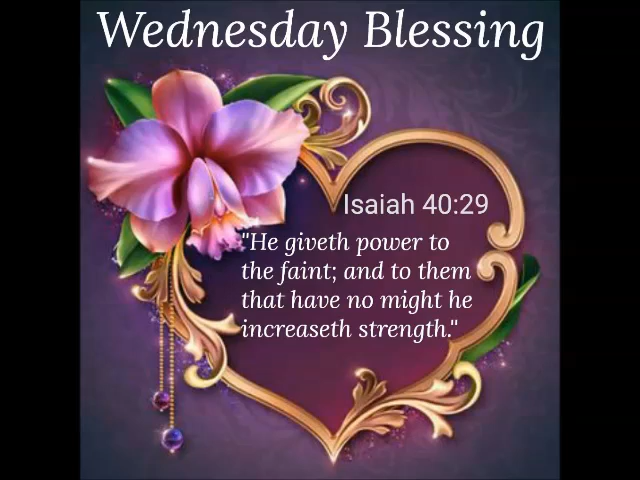 Wednesday Blessing
Isaiah 40:29
"He giveth power to
the faint; and to them
that have no might he
increaseth strength."